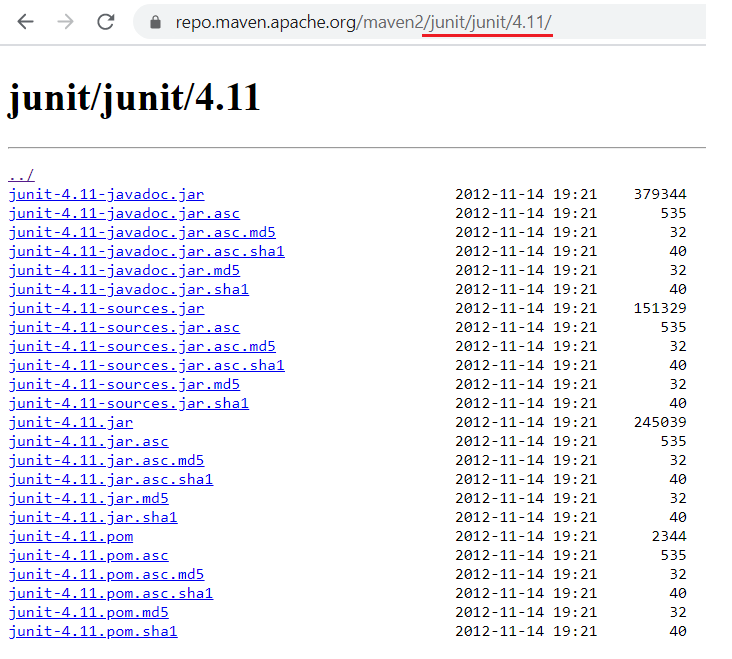 repo.maven.apache.org/maven2/junit/junit/4.11/
junit/junit/4.11
../
junit-4.11-javadoc.jar 2012-11-14 19:21 379344
junit-4.11-javadoc.jar.asc 2012-11-14 19:21 535
junit-4.11-javadoc.jar.asc.md5 2012-11-14 19:21 32
junit-4.11-javadoc.jar.asc.sha1 2012-11-14 19:21 40
junit-4.11-javadoc.jar.md5 2012-11-14 19:21 32
junit-4.11-javadoc.jar.sha1 2012-11-14 19:21 40
junit-4.11-sources.jar 2012-11-14 19:21 151329
junit-4.11-sources.jar.asc 2012-11-14 19:21 535
junit-4.11-sources.jar.asc.md5 2012-11-14 19:21 32
junit-4.11-sources.jar.asc.sha1 2012-11-14 19:21 40
junit-4.11-sources.jar.md5 2012-11-14 19:21 32
junit-4.11-sources.jar.sha1 2012-11-14 19:21 40
junit-4.11.jar 2012-11-14 19:21 245039
junit-4.11.jar.asc 2012-11-14 19:21 535
junit-4.11.jar.asc.md5 2012-11-14 19:21 32
junit-4.11.jar.asc.sha1 2012-11-14 19:21 40
junit-4.11.jar.md5 2012-11-14 19:21 32
junit-4.11.jar.sha1 2012-11-14 19:21 40
junit-4.11.pom 2012-11-14 19:21 2344
junit-4.11.pom.asc 2012-11-14 19:21 535
junit-4.11.pom.asc.md5 2012-11-14 19:21 32
junit-4.11.pom.asc.sha1 2012-11-14 19:21 40
junit-4.11.pom.md5 2012-11-14 19:21 32
junit-4.11.pom.sha1 2012-11-14 19:21 40